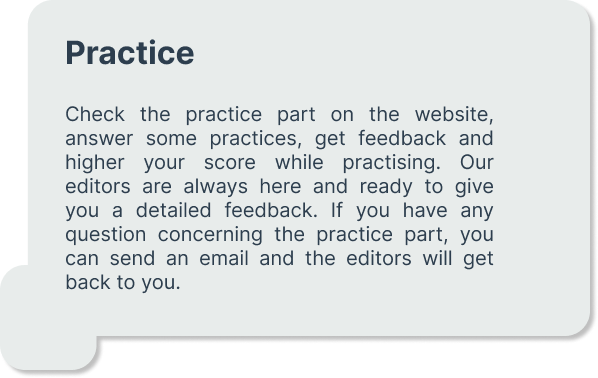 Practice
Check the practice part on the website,
answer some practices, get feedback and
higher your score while practising. Our
editors are always here and ready to give
you a detailed feedback. If you have any
question concerning the practice part, you
can send an email and the editors will get
back to you.